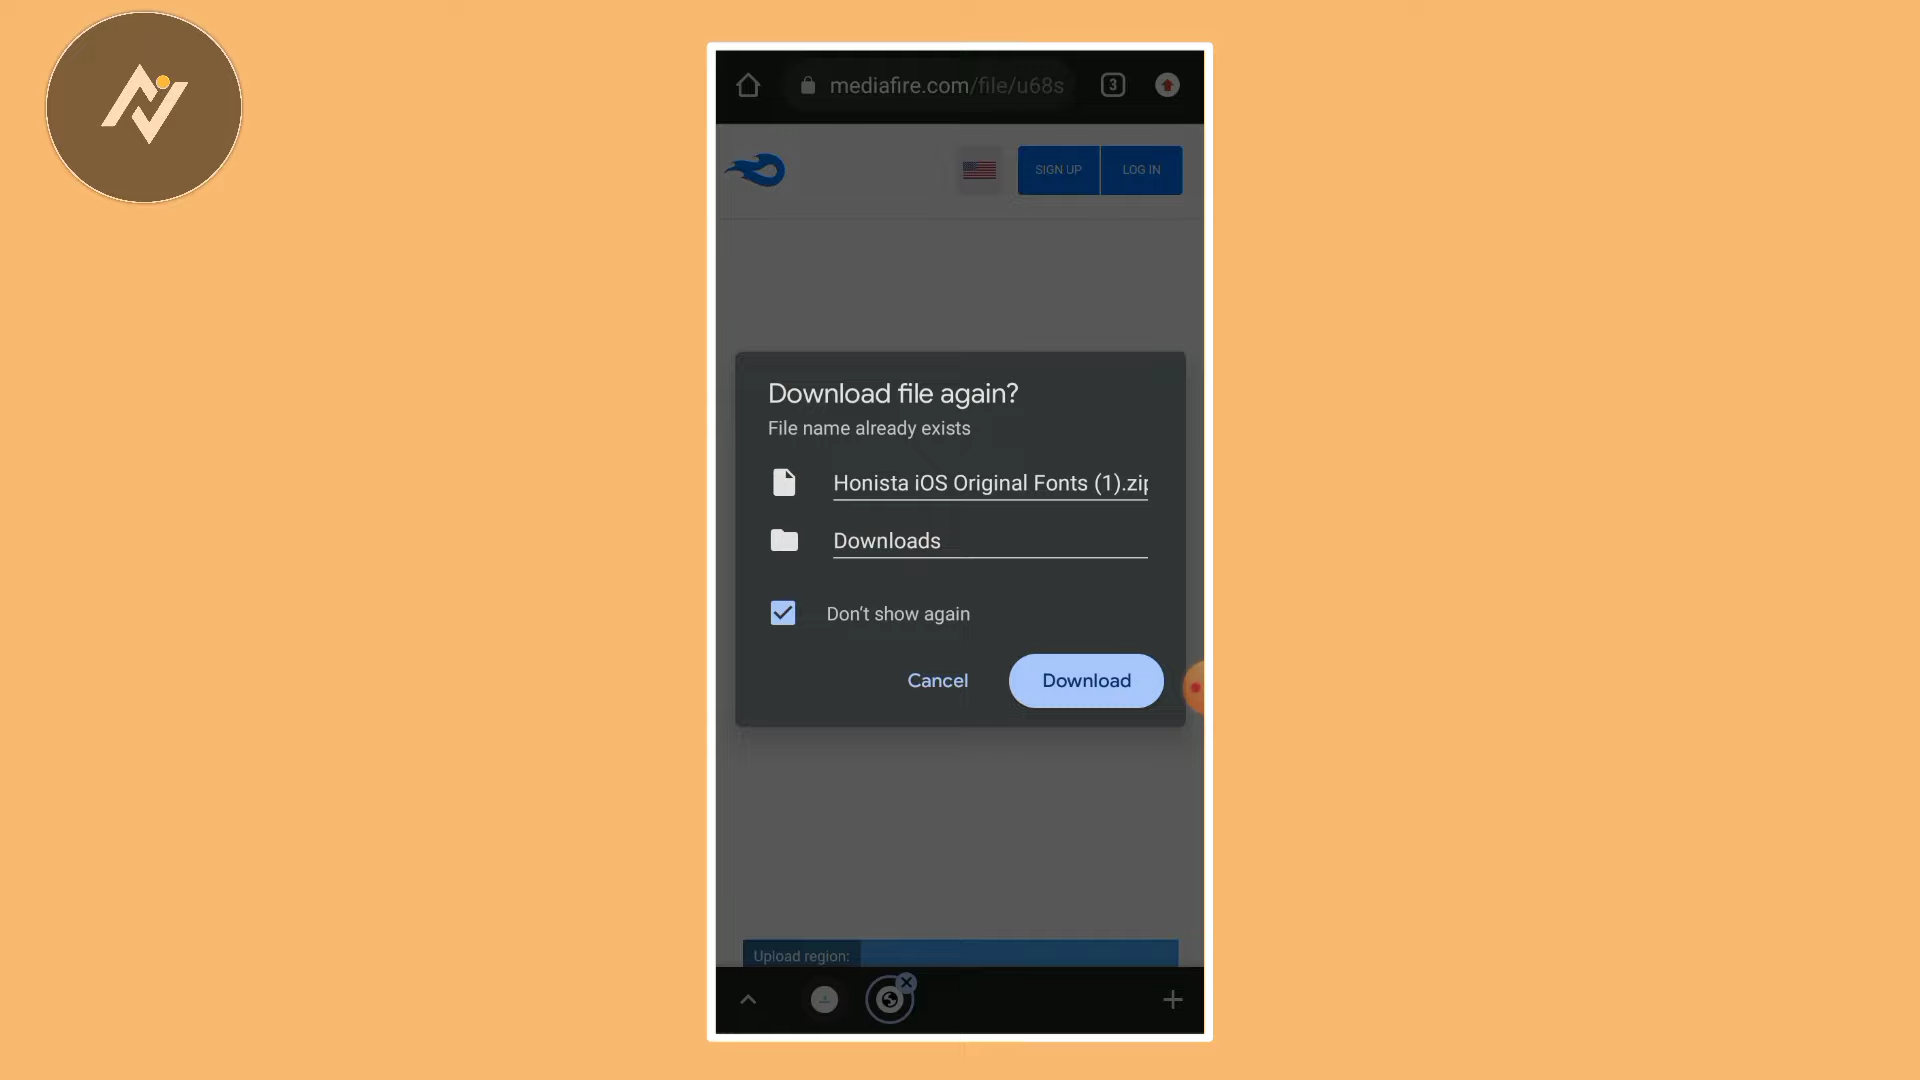 mediafire.com/file/u68s
3
SIGN UP
LOG IN
Download file again?
File name already exists
Honista iOS Original Fonts (1).zip
Downloads
Don't show again
Cancel
Download
Upload region: